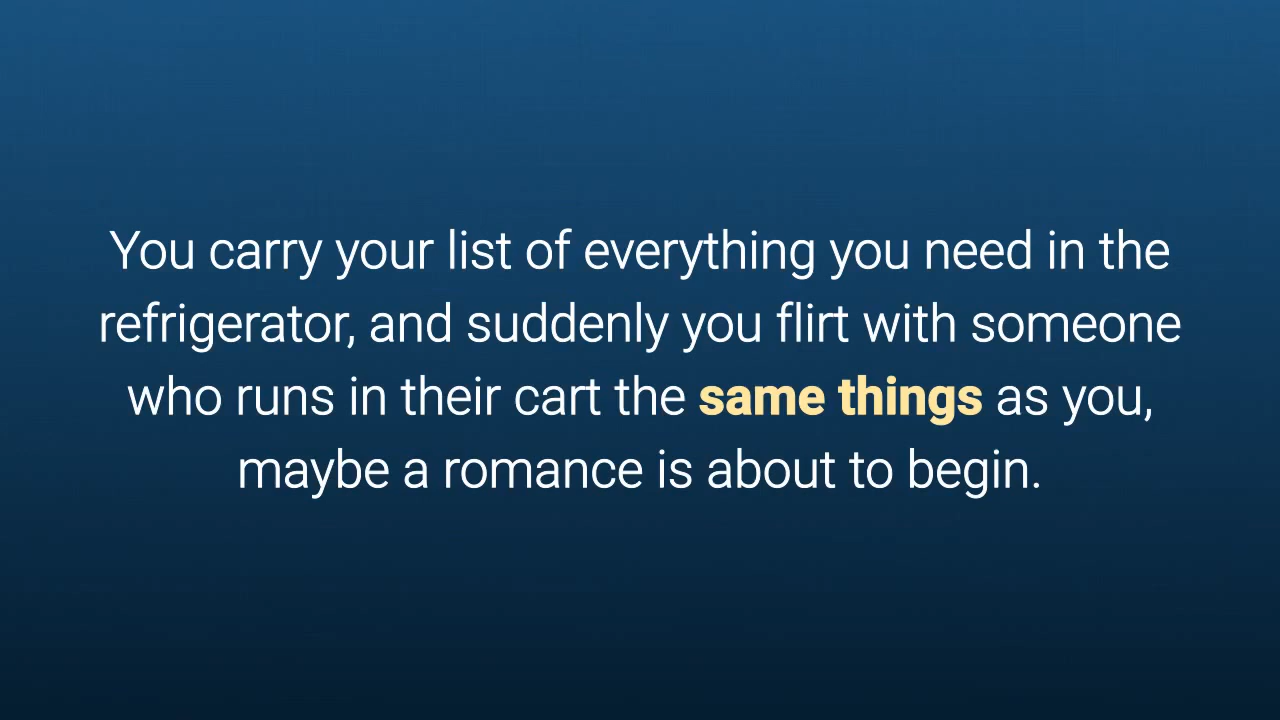 You carry your list of everything you need in the
refrigerator, and suddenly you flirt with someone
who runs in their cart the same things as you,
maybe a romance is about to begin.